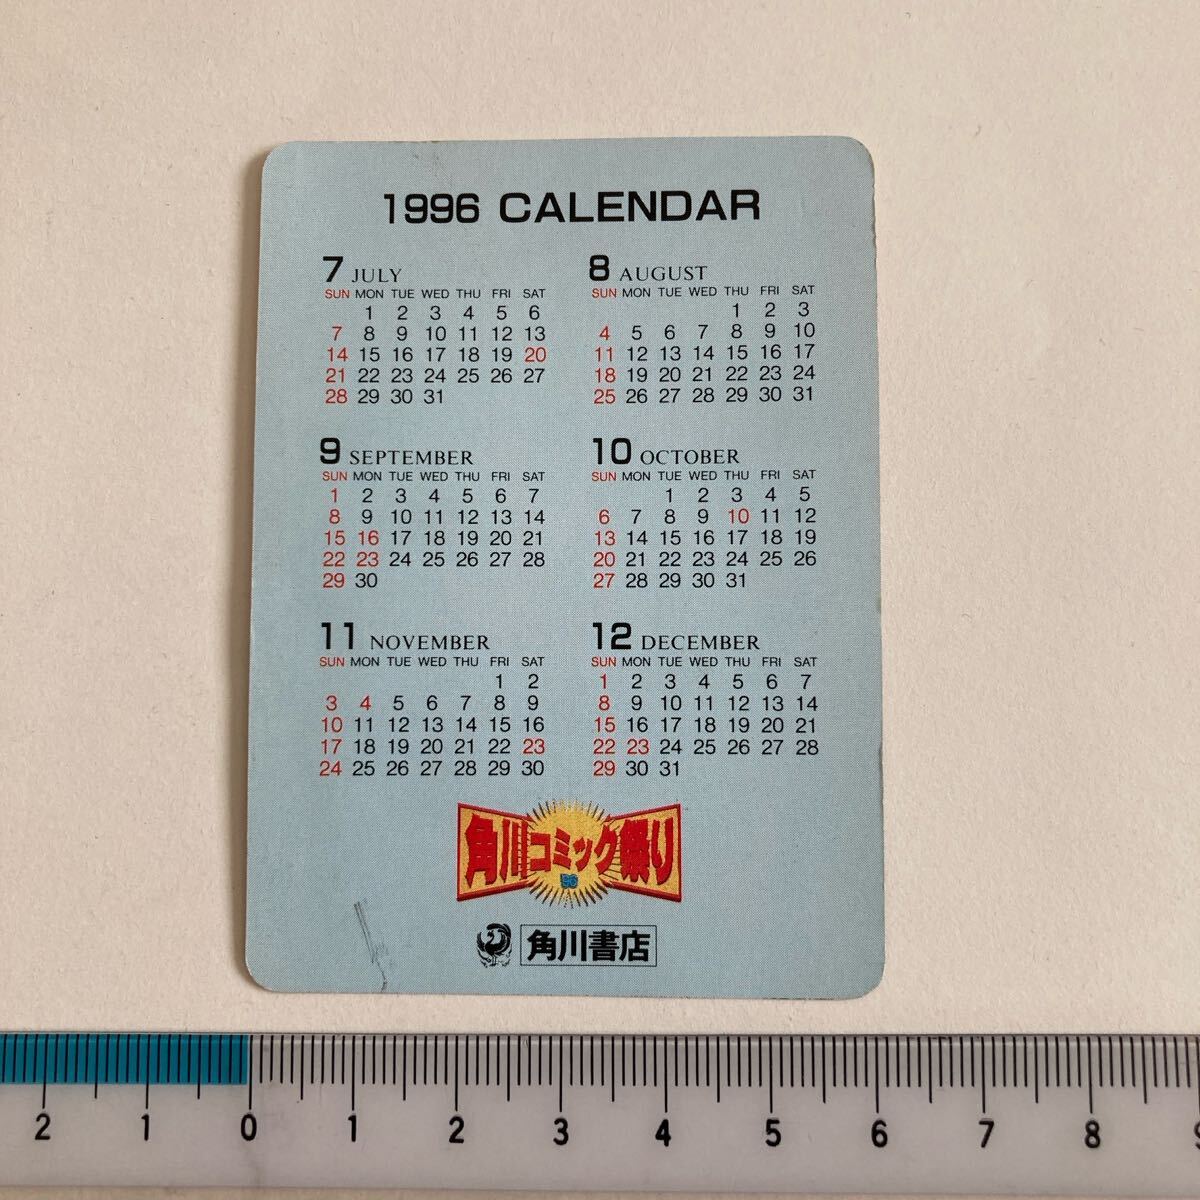 1996 CALENDAR
7 JULY
SUN MON TUE WED THU FRI SAT
1 2 3 4 5 6
7 8 9 10 11 12 13
14 15 16 17 18 19 20
21 22 23 24 25 26 27
28 29 30 31
8 AUGUST
SUN MON TUE WED THU FRI SAT
1 2 3
4 5 6 7 8 9 10
11 12 13 14 15 16 17
18 19 20 21 22 23 24
25 26 27 28 29 30 31
9 SEPTEMBER
SUN MON TUE WED THU FRI SAT
1 2 3 4 5 6 7
8 9 10 11 12 13 14
15 16 17 18 19 20 21
22 23 24 25 26 27 28
29 30
10 OCTOBER
SUN MON TUE WED THU FRI SAT
1 2 3 4 5
6 7 8 9 10 11 12
13 14 15 16 17 18 19
20 21 22 23 24 25 26
27 28 29 30 31
11 NOVEMBER
SUN MON TUE WED THU FRI SAT
1 2
3 4 5 6 7 8 9
10 11 12 13 14 15 16
17 18 19 20 21 22 23
24 25 26 27 28 29 30
12 DECEMBER
SUN MON TUE WED THU FRI SAT
1 2 3 4 5 6 7
8 9 10 11 12 13 14
15 16 17 18 19 20 21
22 23 24 25 26 27 28
29 30 31
角川コミック祭り
96
角川書店
2 1 0 1 2 3 4 5 6 7 8 9